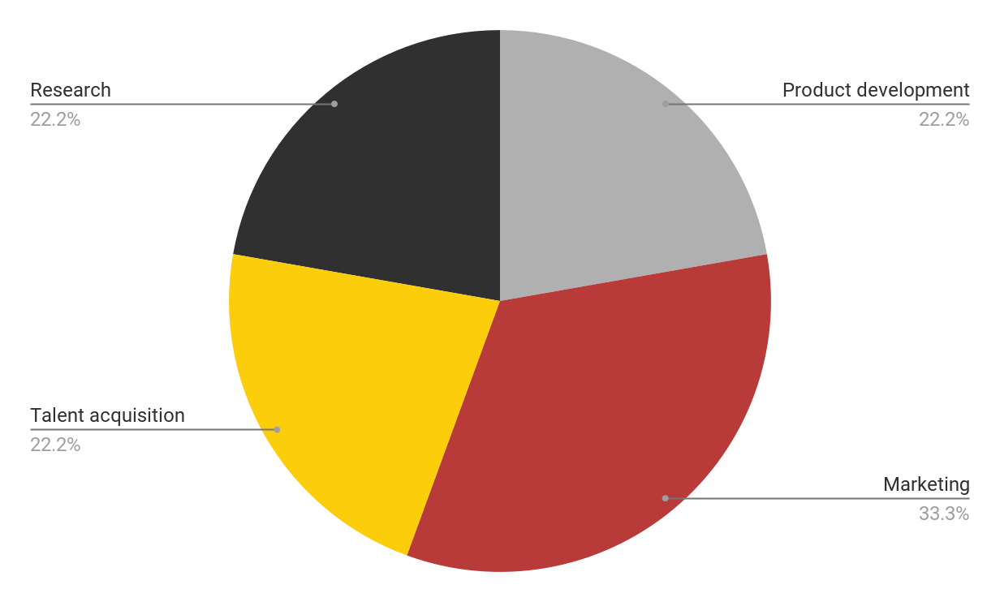 Research
22.2%
Product development
22.2%
Talent acquisition
22.2%
Marketing
33.3%